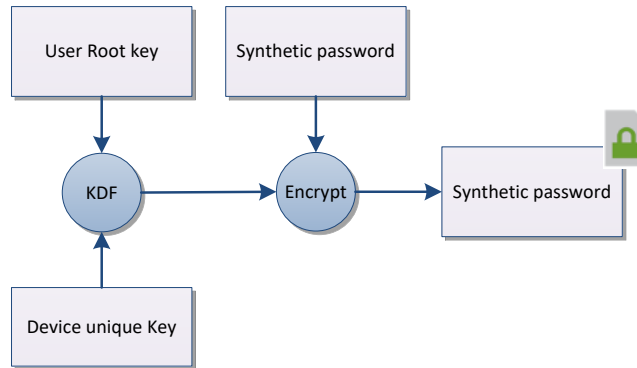 User Root key
Synthetic password
KDF
Encrypt
Synthetic password
Device unique Key